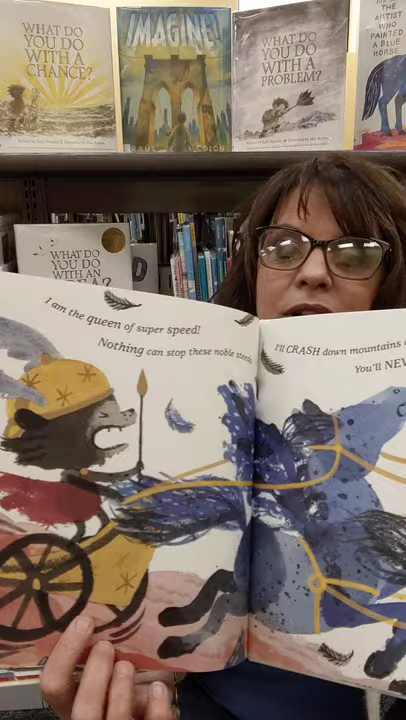 WHAT DO
YOU DO
WITH A
CHANCE?
IMAGINE!
WHAT DO
YOU DO
WITH A
PROBLEM?
THE
ARTIST
WHO
PAINTED
A BLUE
HORSE
WHAT DO
YOU DO
WITH AN
I am the queen of super speed!
Nothing can stop these noble steeds.
I'll CRASH down mountains
You'll